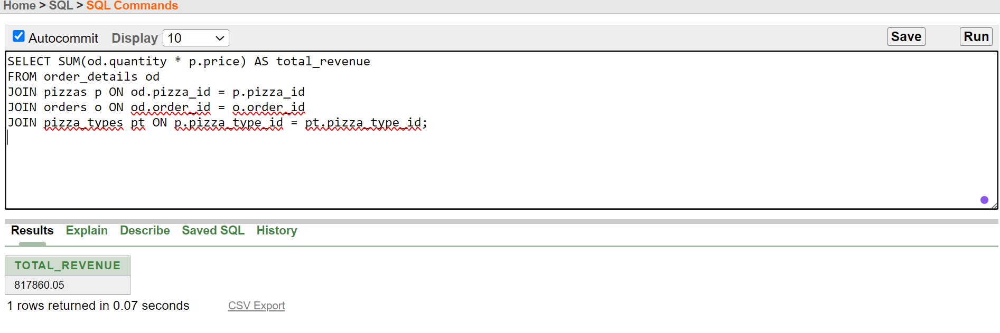 Home > SQL > SQL Commands
Autocommit Display 10 Save Run
SELECT SUM(od.quantity * p.price) AS total_revenue
FROM order_details od
JOIN pizzas p ON od.pizza_id = p.pizza_id
JOIN orders o ON od.order_id = o.order_id
JOIN pizza_types pt ON p.pizza_type_id = pt.pizza_type_id;
Results Explain Describe Saved SQL History
TOTAL_REVENUE
817860.05
1 rows returned in 0.07 seconds CSV Export